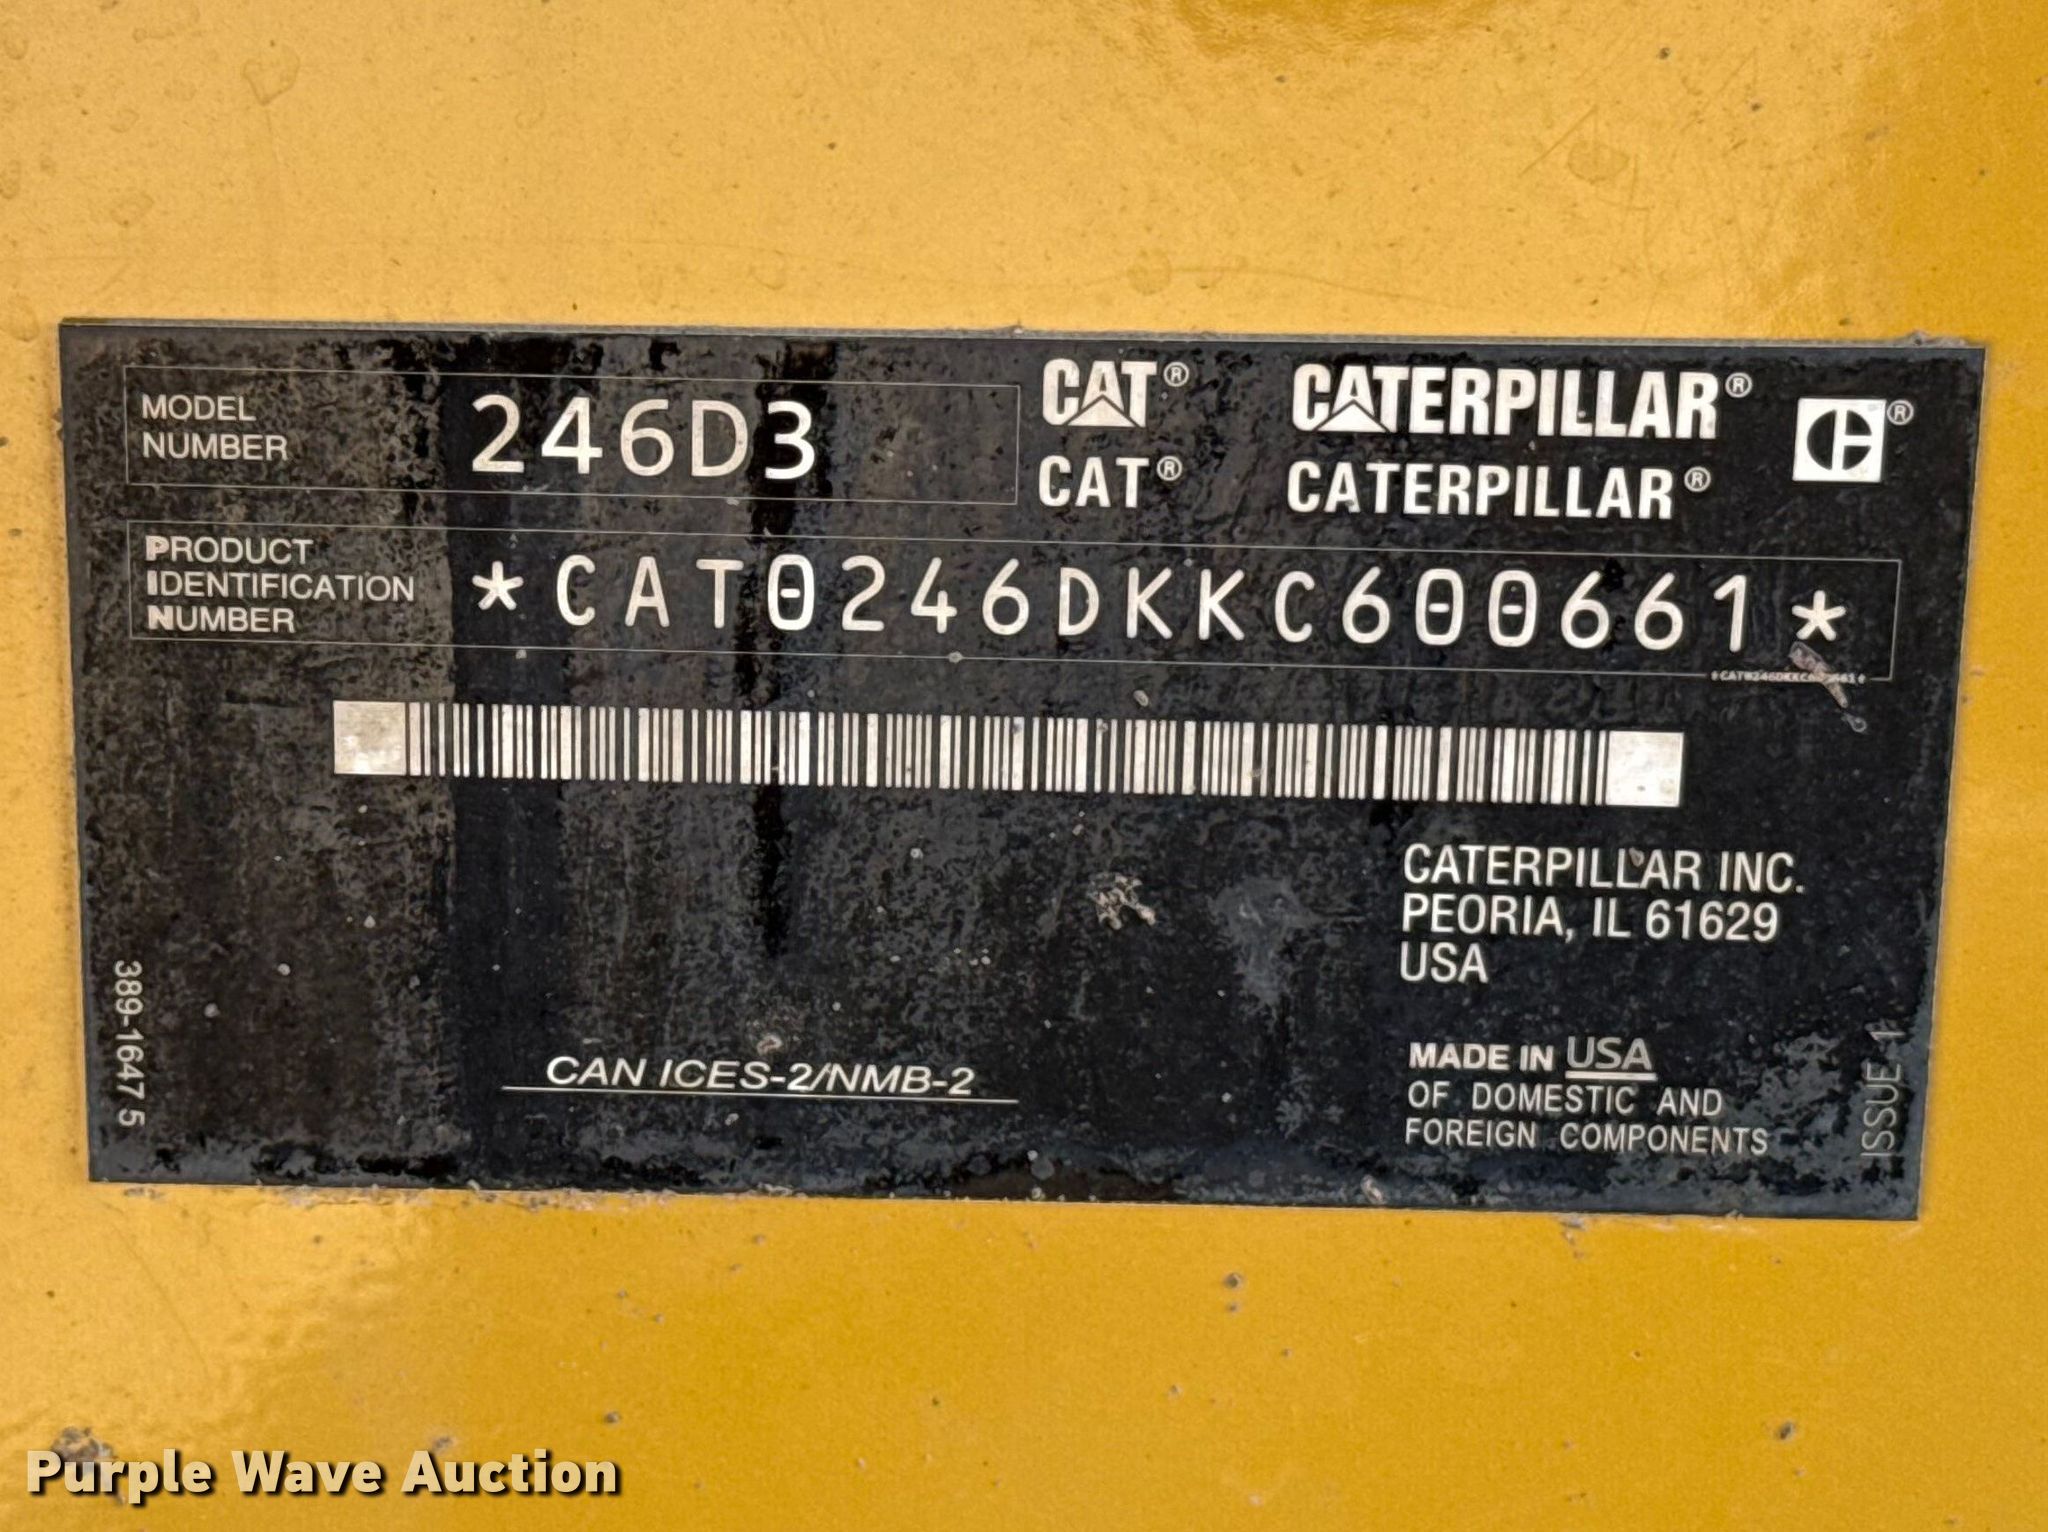 MODEL
NUMBER
246D3
CAT® CATERPILLAR® ®
CAT® CATERPILLAR®
PRODUCT
IDENTIFICATION
NUMBER
*CAT0246DKKC600661*
CATERPILLAR INC.
PEORIA, IL 61629
USA
389-1647 5
CAN ICES-2/NMB-2
MADE IN USA
OF DOMESTIC AND
FOREIGN COMPONENTS
ISSUE 1
Purple Wave Auction